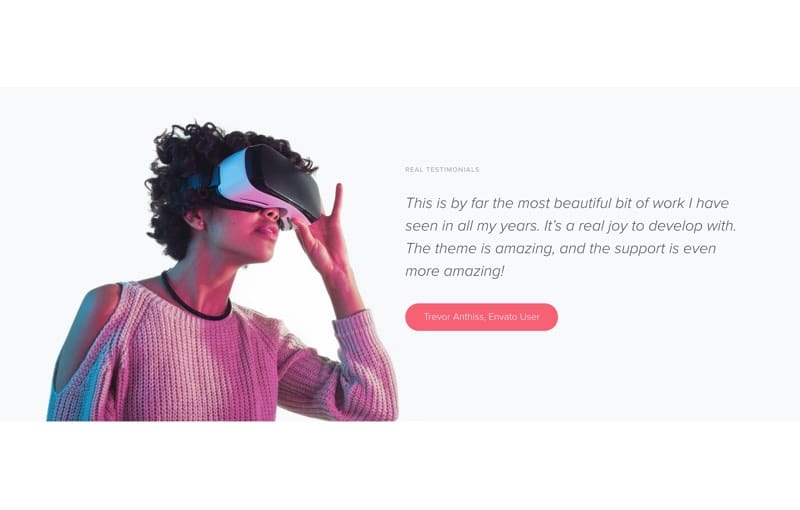 REAL TESTIMONIALS
This is by far the most beautiful bit of work I have
seen in all my years. It’s a real joy to develop with.
The theme is amazing, and the support is even
more amazing!
Trevor Anthiss, Envato User